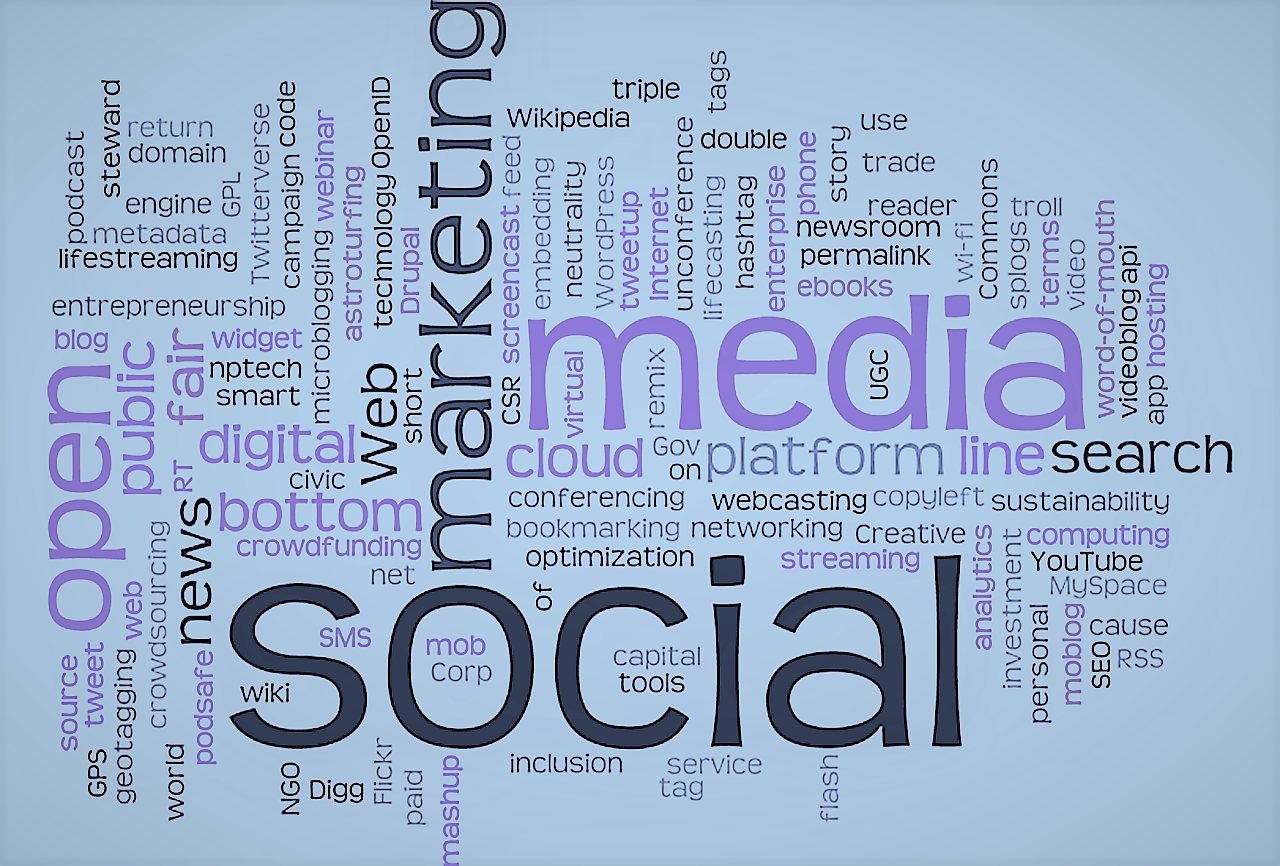 marketing
triple
tags
Wikipedia
double
use
trade
story
phone
steward
podcast
return
domain
engine
GPL
metadata
lifestreaming
Twitterverse
code
campaign
webinar
microblogging
astroturfing
OpenID
technology
Drupal
feed
screencast
embedding
neutrality
WordPress
tweetup
Internet
unconference
lifecasting
hashtag
enterprise
reader
newsroom
permalink
ebooks
wi-fi
commons
troll
splogs
terms
video
word-of-mouth
api
videoblog
hosting
app
entrepreneurship
blog
public
fair
widget
nptech
smart
Web
short
CSR
media
virtual
remix
UGC
open
RT
digital
civic
cloud
Gov
on
platform
line
search
bottom
crowdfunding
net
news
conferencing
webcasting
copyleft
sustainability
bookmarking
networking
Creative
computing
optimization
streaming
YouTube
MySpace
analytics
investment
personal
moblog
SEO
cause
RSS
of
social
SMS
wiki
mob
Corp
capital
tools
source
tweet
web
geotagging
GPS
crowdsourcing
podsafe
world
NGO
Digg
Flickr
paid
mashup
inclusion
service
tag
flash